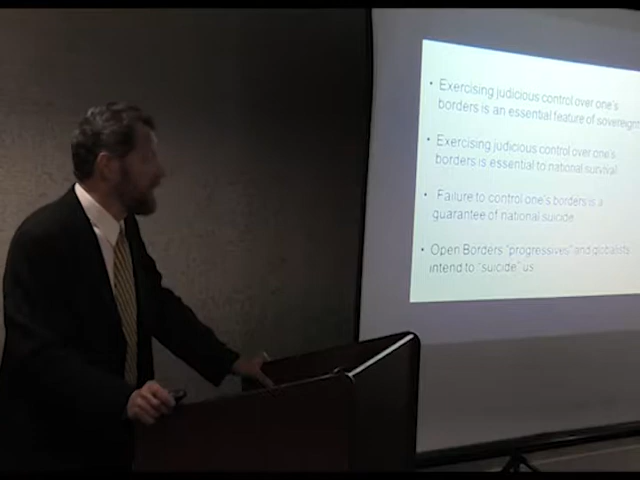 • Exercising judicious control over one's
borders is an essential feature of sovereignt
• Exercising judicious control over one's
borders is essential to national survival
• Failure to control one's borders is a
guarantee of national suicide
• Open Borders "progressives" and globalists
intend to "suicide" us